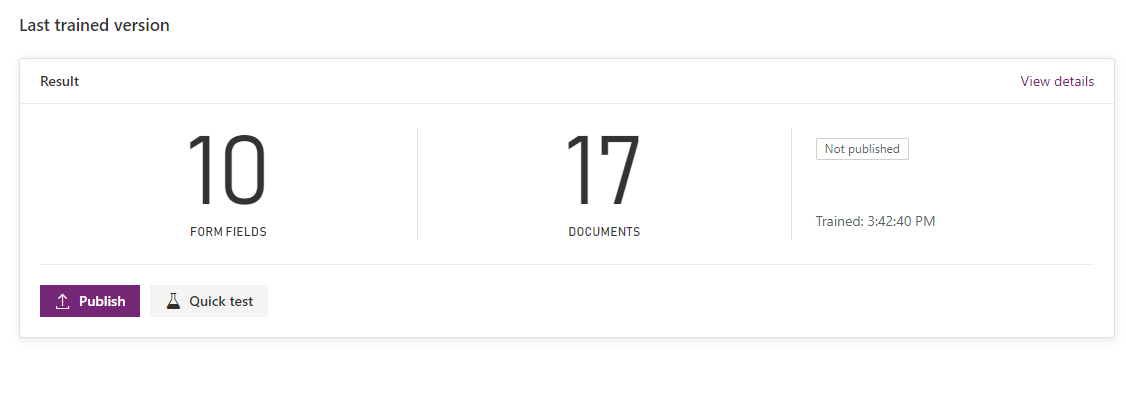 Last trained version
Result
View details
10
FORM FIELDS
17
DOCUMENTS
Not published
Trained: 3:42:40 PM
Publish
Quick test